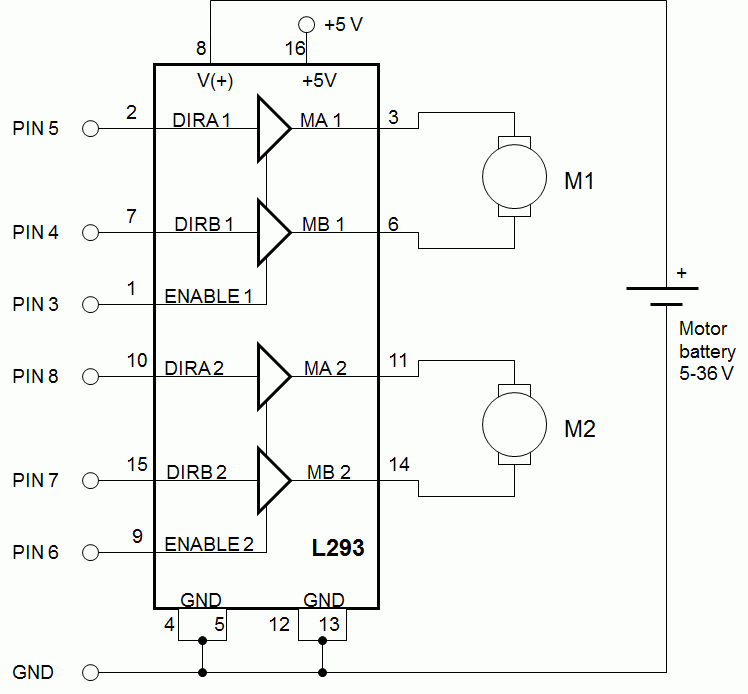 +5 V
8
16
V(+)
+5V
PIN 5
2
DIRA 1
MA 1
3
M1
PIN 4
7
DIRB 1
MB 1
6
PIN 3
1
ENABLE 1
+
Motor
battery
5-36 V
PIN 8
10
DIRA 2
MA 2
11
M2
PIN 7
15
DIRB 2
MB 2
14
PIN 6
9
ENABLE 2
L293
GND
GND
4
5
12
13
GND